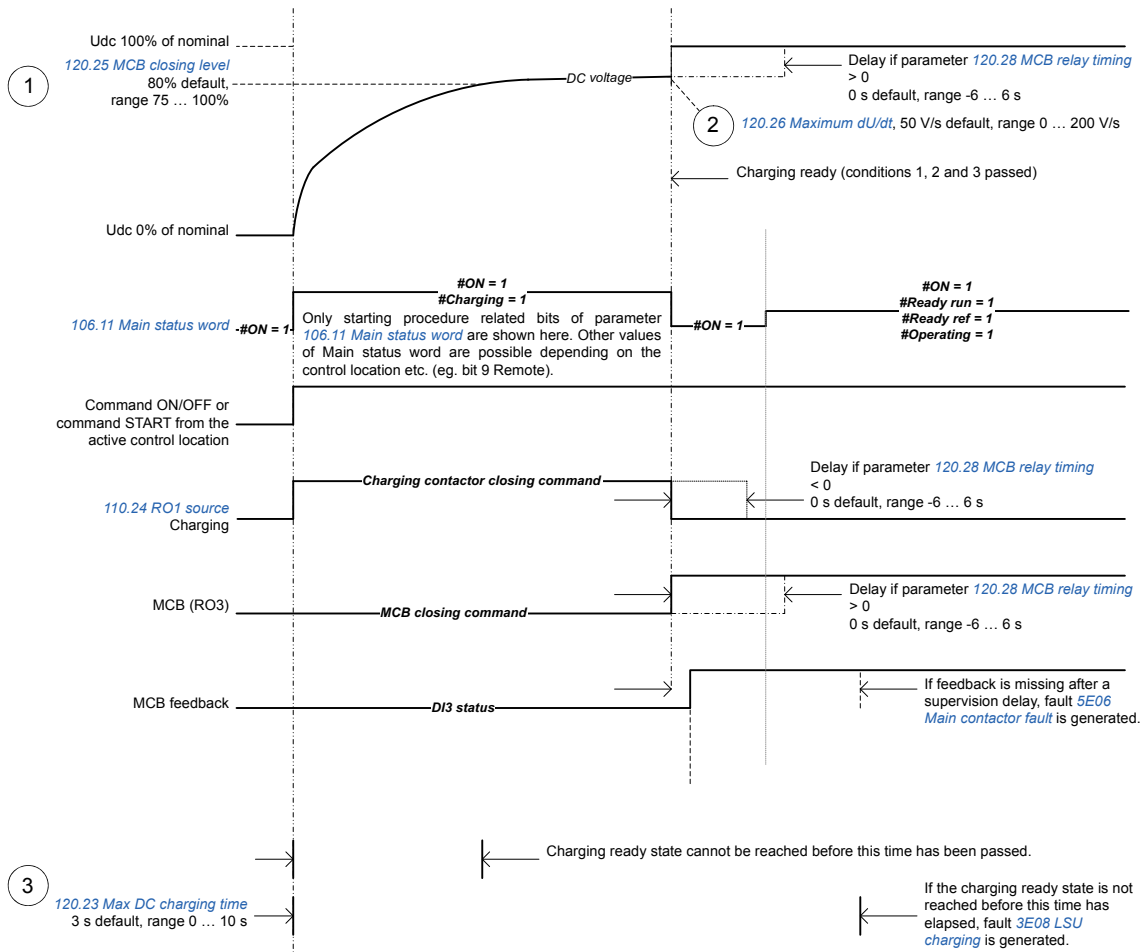 1
Udc 100% of nominal
120.25 MCB closing level
80% default,
range 75 … 100%
DC voltage
Delay if parameter 120.28 MCB relay timing
> 0
0 s default, range -6 … 6 s
2
120.26 Maximum dU/dt, 50 V/s default, range 0 … 200 V/s
Charging ready (conditions 1, 2 and 3 passed)
Udc 0% of nominal
106.11 Main status word
#ON = 1
#ON = 1
#Charging = 1
Only starting procedure related bits of parameter
106.11 Main status word are shown here. Other values
of Main status word are possible depending on the
control location etc. (eg. bit 9 Remote).
#ON = 1
#ON = 1
#Ready run = 1
#Ready ref = 1
#Operating = 1
Command ON/OFF or
command START from the
active control location
110.24 RO1 source
Charging
Charging contactor closing command
Delay if parameter 120.28 MCB relay timing
< 0
0 s default, range -6 … 6 s
MCB (RO3)
MCB closing command
Delay if parameter 120.28 MCB relay timing
> 0
0 s default, range -6 … 6 s
MCB feedback
DI3 status
If feedback is missing after a
supervision delay, fault 5E06
Main contactor fault is generated.
Charging ready state cannot be reached before this time has been passed.
3
120.23 Max DC charging time
3 s default, range 0 … 10 s
If the charging ready state is not
reached before this time has
elapsed, fault 3E08 LSU
charging is generated.